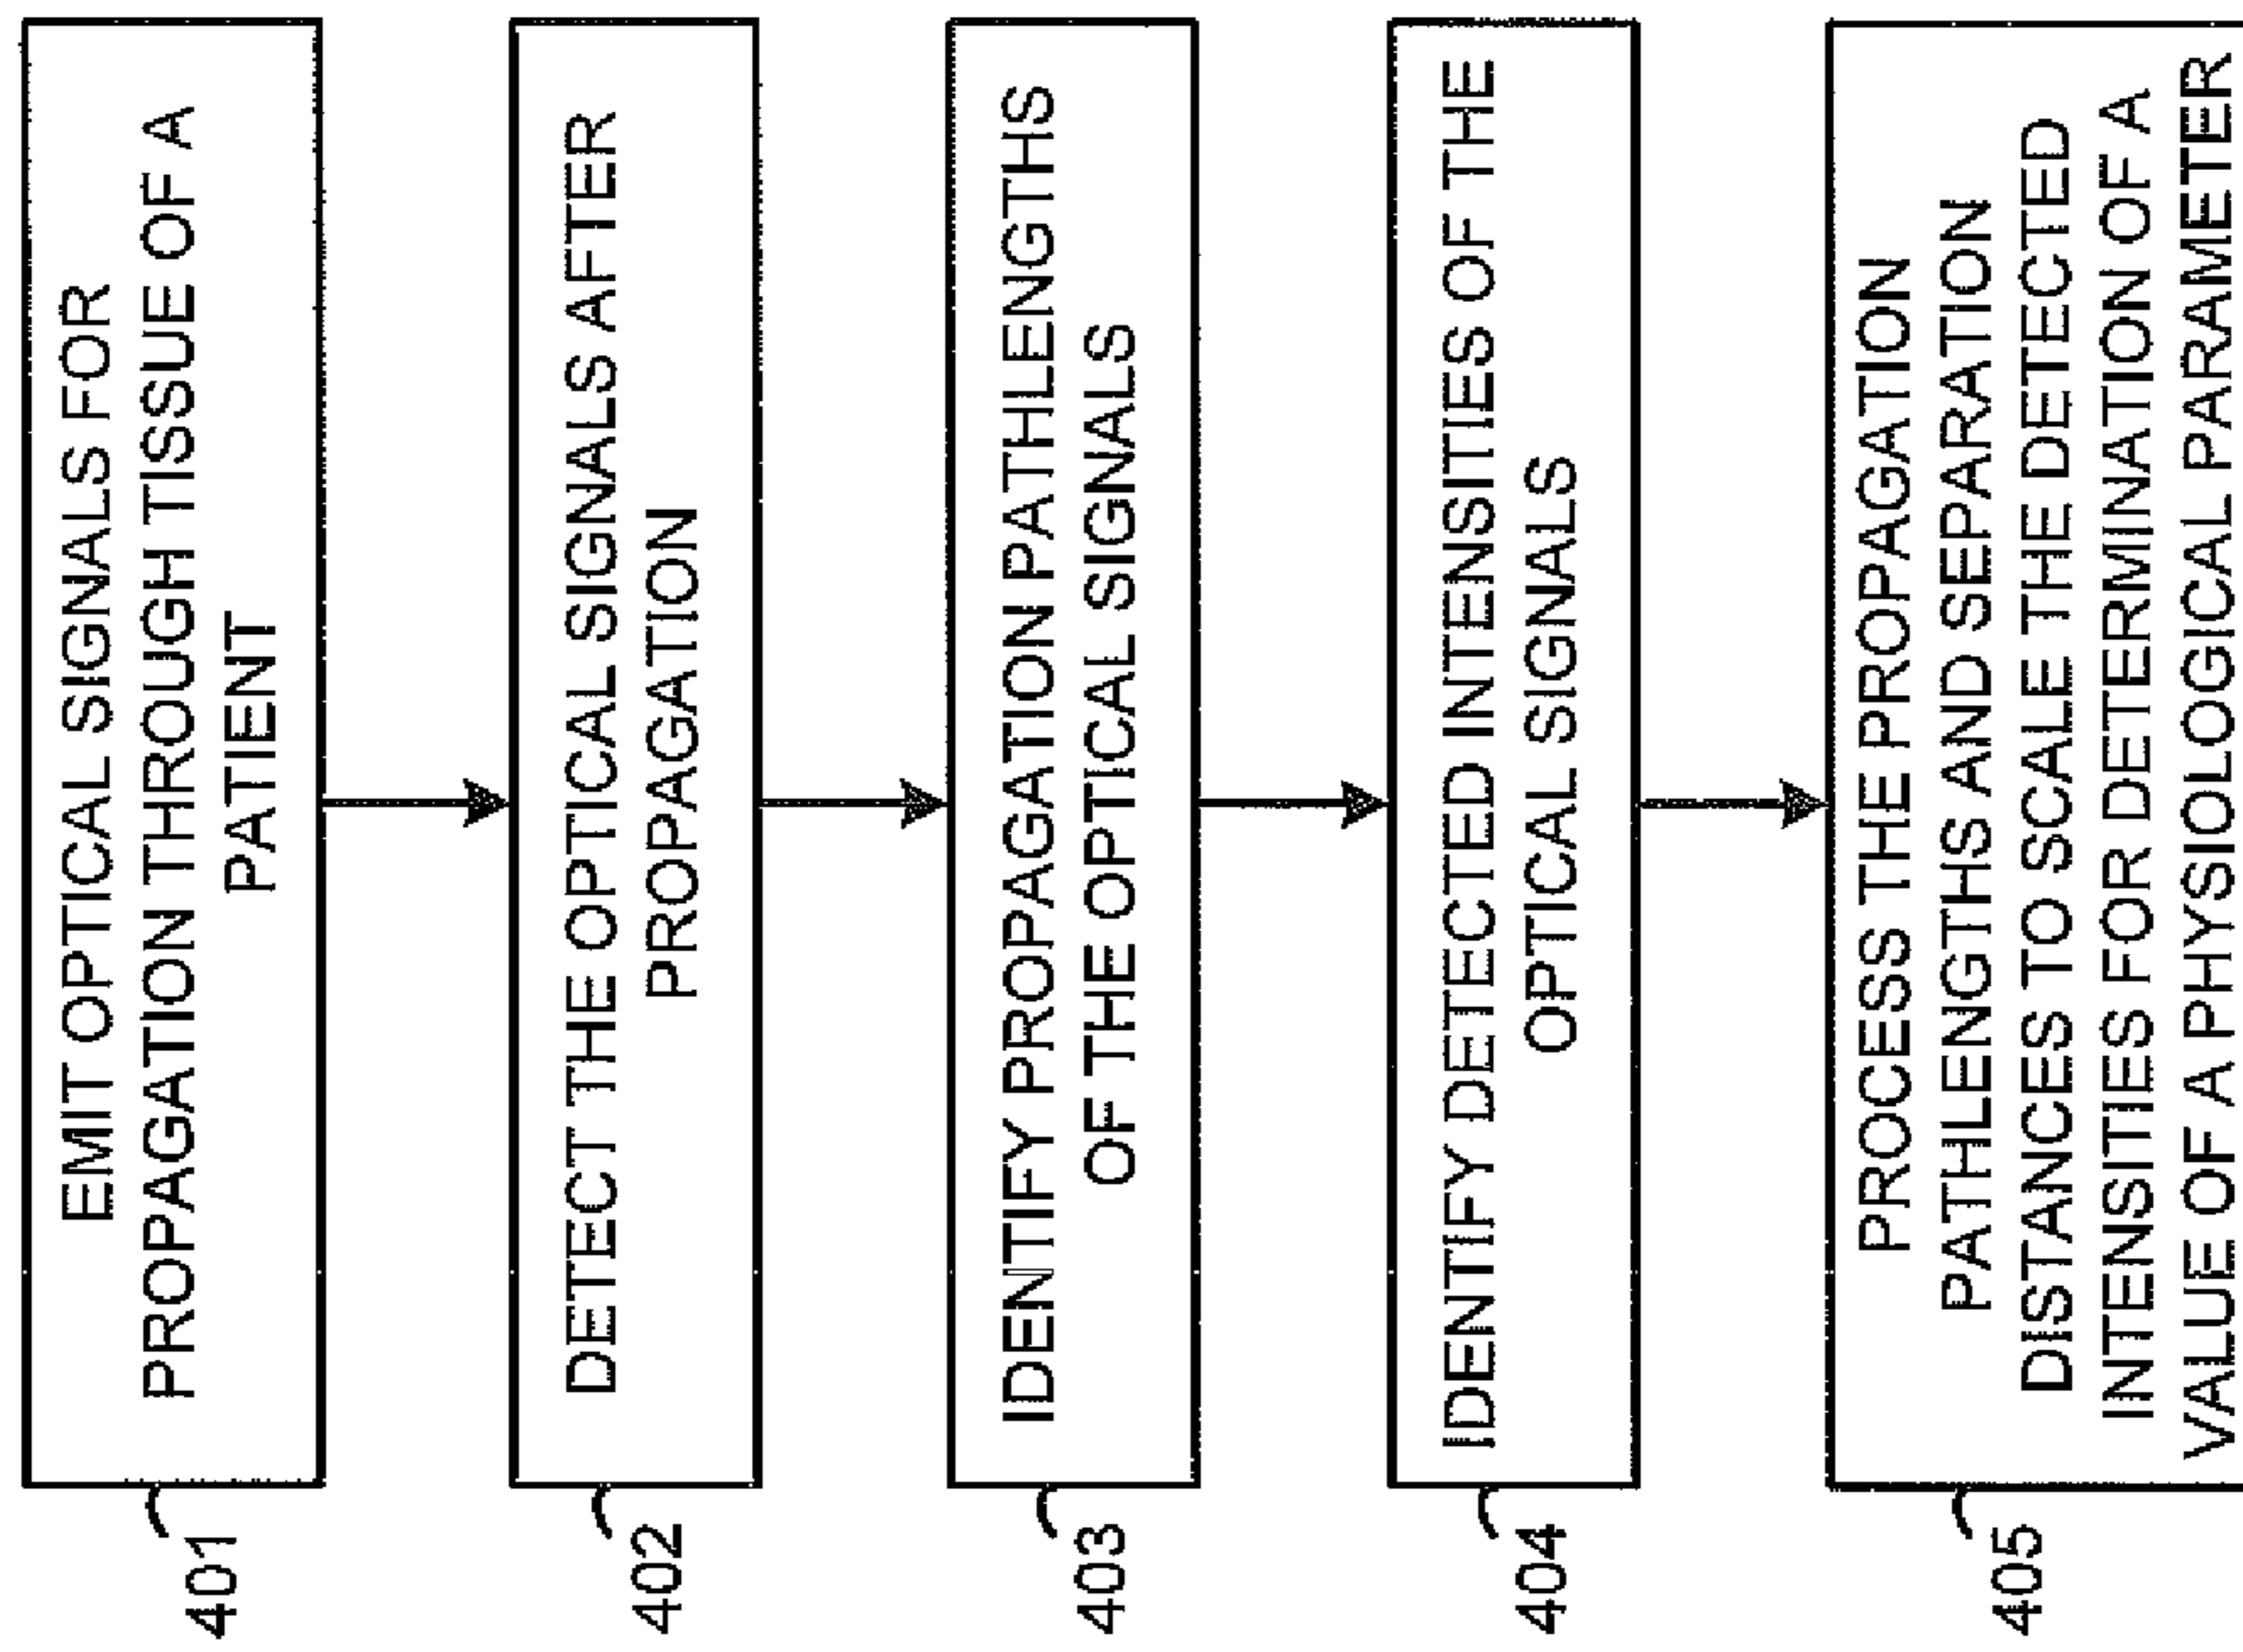 401
EMIT OPTICAL SIGNALS FOR
PROPAGATION THROUGH TISSUE OF A
PATIENT
402
DETECT THE OPTICAL SIGNALS AFTER
PROPAGATION
403
IDENTIFY PROPAGATION PATHLENGTHS
OF THE OPTICAL SIGNALS
404
IDENTIFY DETECTED INTENSITIES OF THE
OPTICAL SIGNALS
405
PROCESS THE PROPAGATION
PATHLENGTHS AND SEPARATION
DISTANCES TO SCALE THE DETECTED
INTENSITIES FOR DETERMINATION OF A
VALUE OF A PHYSIOLOGICAL PARAMETER